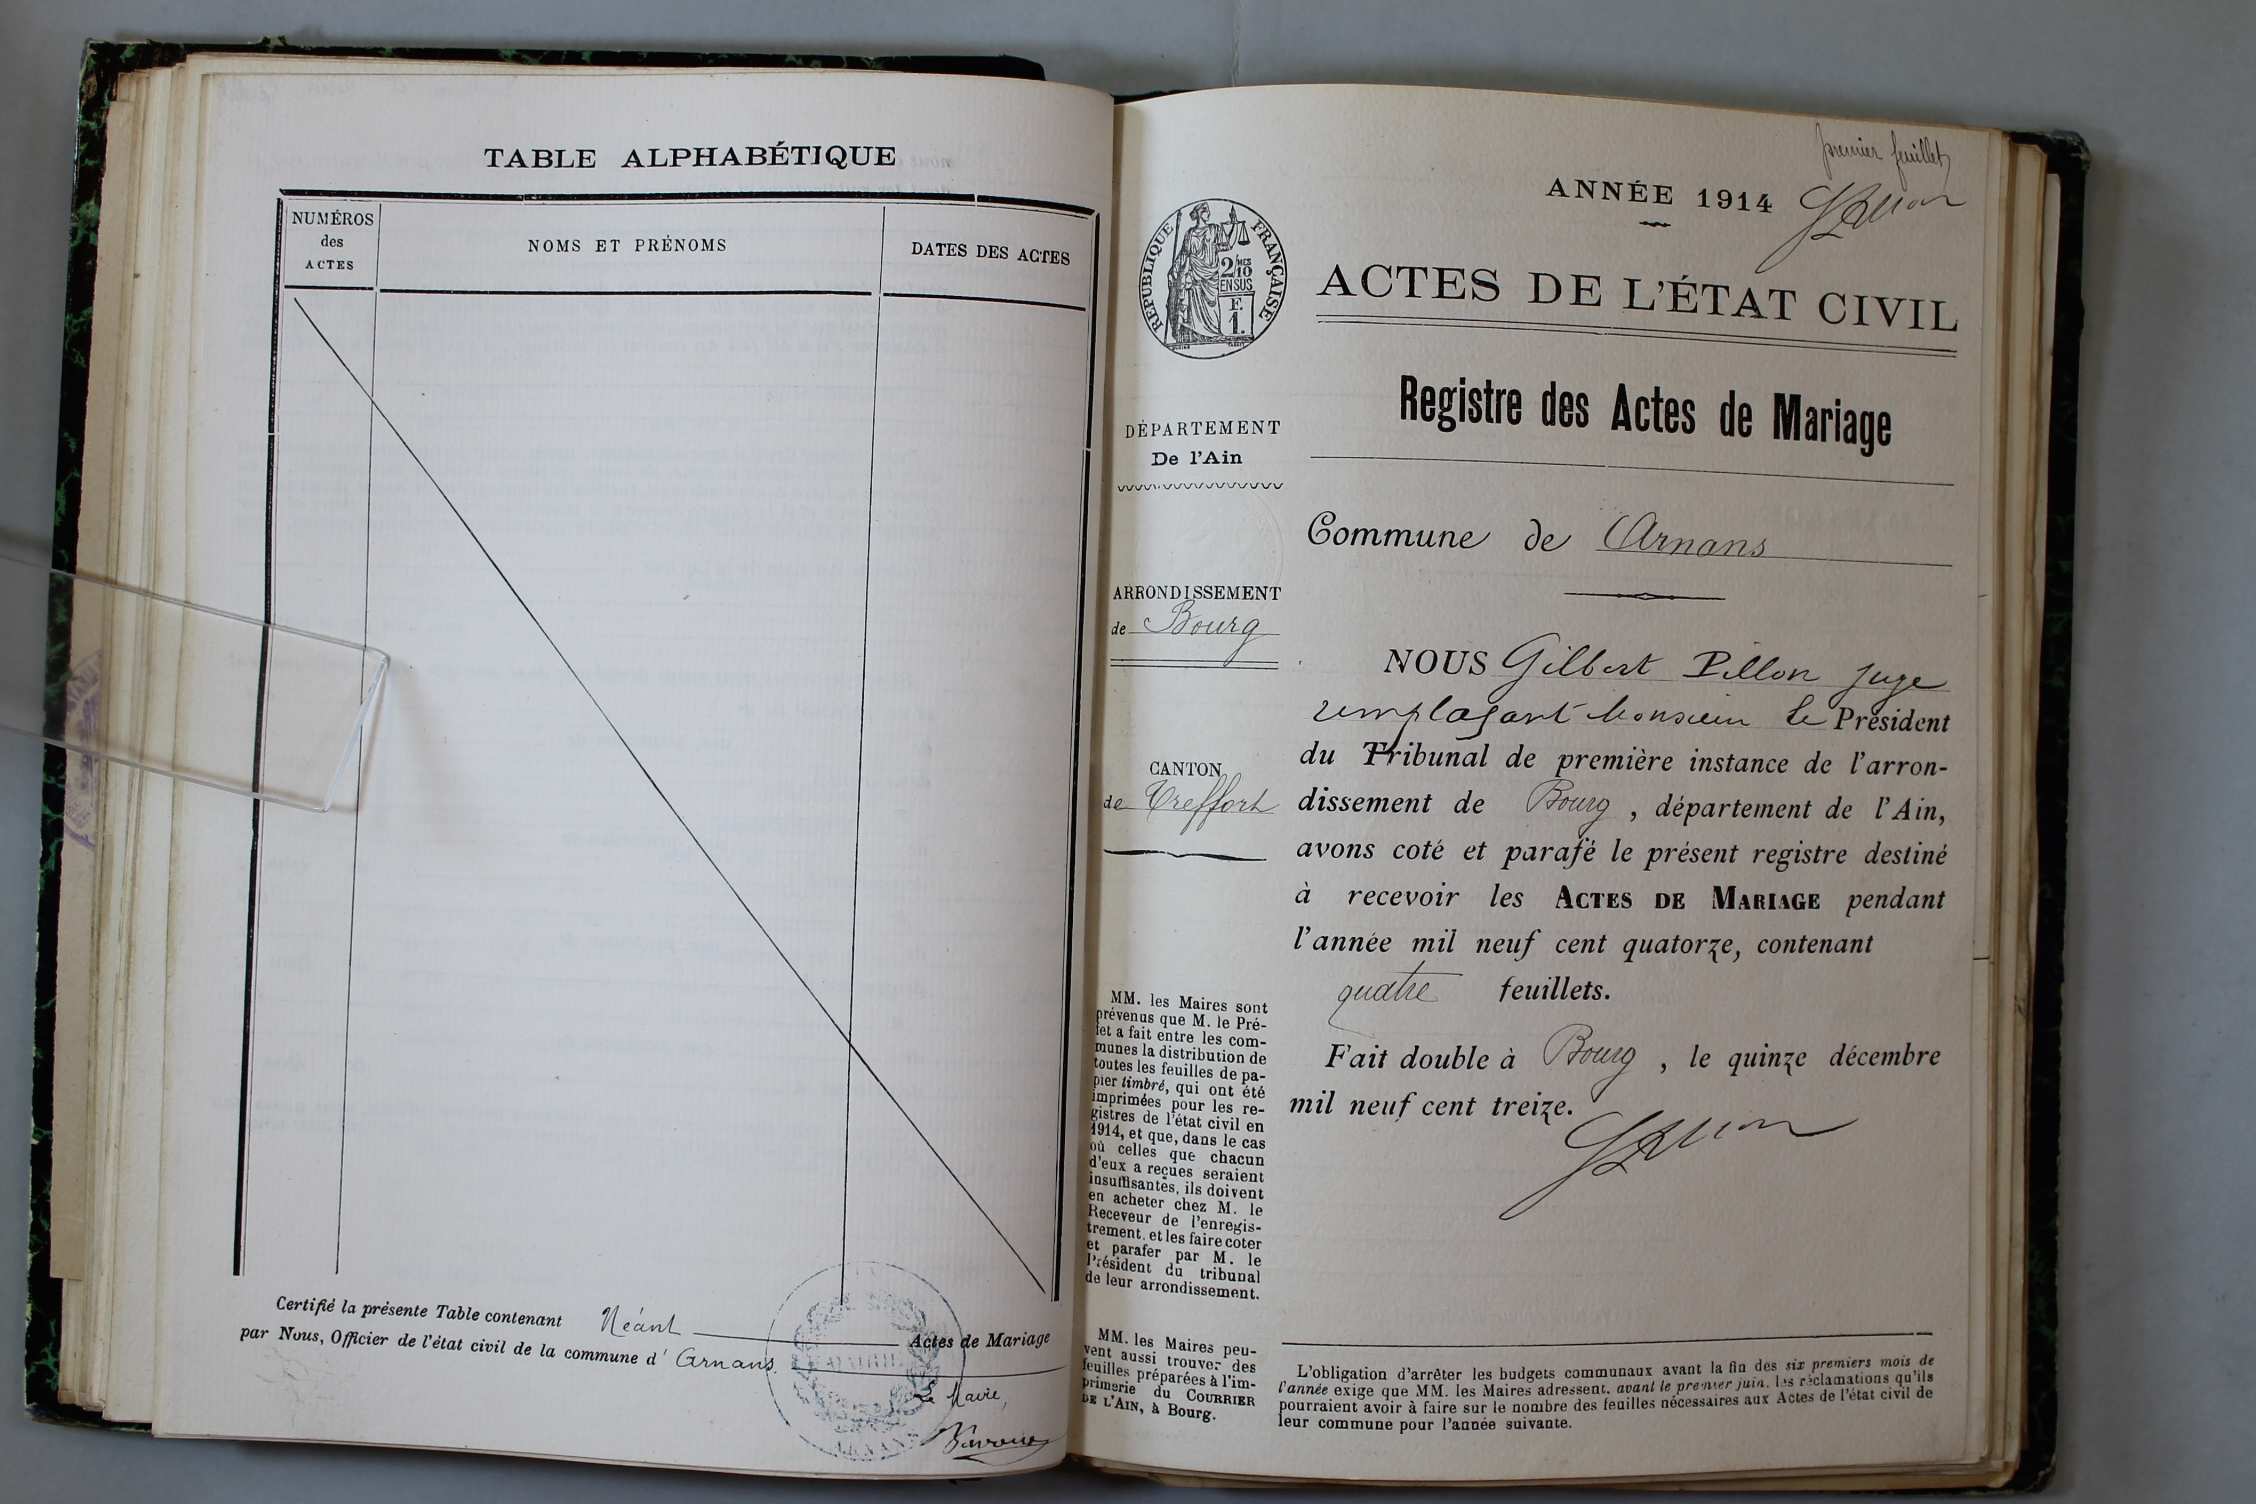 TABLE ALPHABÉTIQUE
NUMÉROS
des
ACTES
NOMS ET PRÉNOMS
DATES DES ACTES
Certifié la présente Table contenant Néant Actes de Mariage
par Nous, Officier de l'état civil de la commune d' Arnans.
Le Maire,
MAIRIE
ARNANS
premier feuillet
ANNÉE 1914
RÉPUBLIQUE FRANÇAISE
2/MES
10
EN SUS
F.
1.
ACTES DE L'ÉTAT CIVIL
Registre des Actes de Mariage
DÉPARTEMENT
De l'Ain
Commune de Arnans
ARRONDISSEMENT
de Bourg
CANTON
de Treffort
NOUS Gilbert Pillon juge
remplaçant Monsieur le Président
du Tribunal de première instance de l'arron-
dissement de Bourg, département de l'Ain,
avons coté et parafé le présent registre destiné
à recevoir les ACTES DE MARIAGE pendant
l'année mil neuf cent quatorze, contenant
quatre feuillets.
Fait double à Bourg, le quinze décembre
mil neuf cent treize.
MM. les Maires sont
prévenus que M. le Pré-
fet a fait entre les com-
munes la distribution de
toutes les feuilles de pa-
pier timbré, qui ont été
imprimées pour les re-
gistres de l'état civil en
1914, et que, dans le cas
où celles que chacun
d'eux a reçues seraient
insuffisantes, ils doivent
en acheter chez M. le
Receveur de l'enregis-
trement, et les faire coter
et parafer par M. le
Président du tribunal
de leur arrondissement.
MM. les Maires peu-
vent aussi trouver des
feuilles préparées à l'im-
primerie du COURRIER
DE L'AIN, à Bourg.
L'obligation d'arrêter les budgets communaux avant la fin des six premiers mois de
l'année exige que MM. les Maires adressent, avant le premier juin, les réclamations qu'ils
pourraient avoir à faire sur le nombre des feuilles nécessaires aux Actes de l'état civil de
leur commune pour l'année suivante.